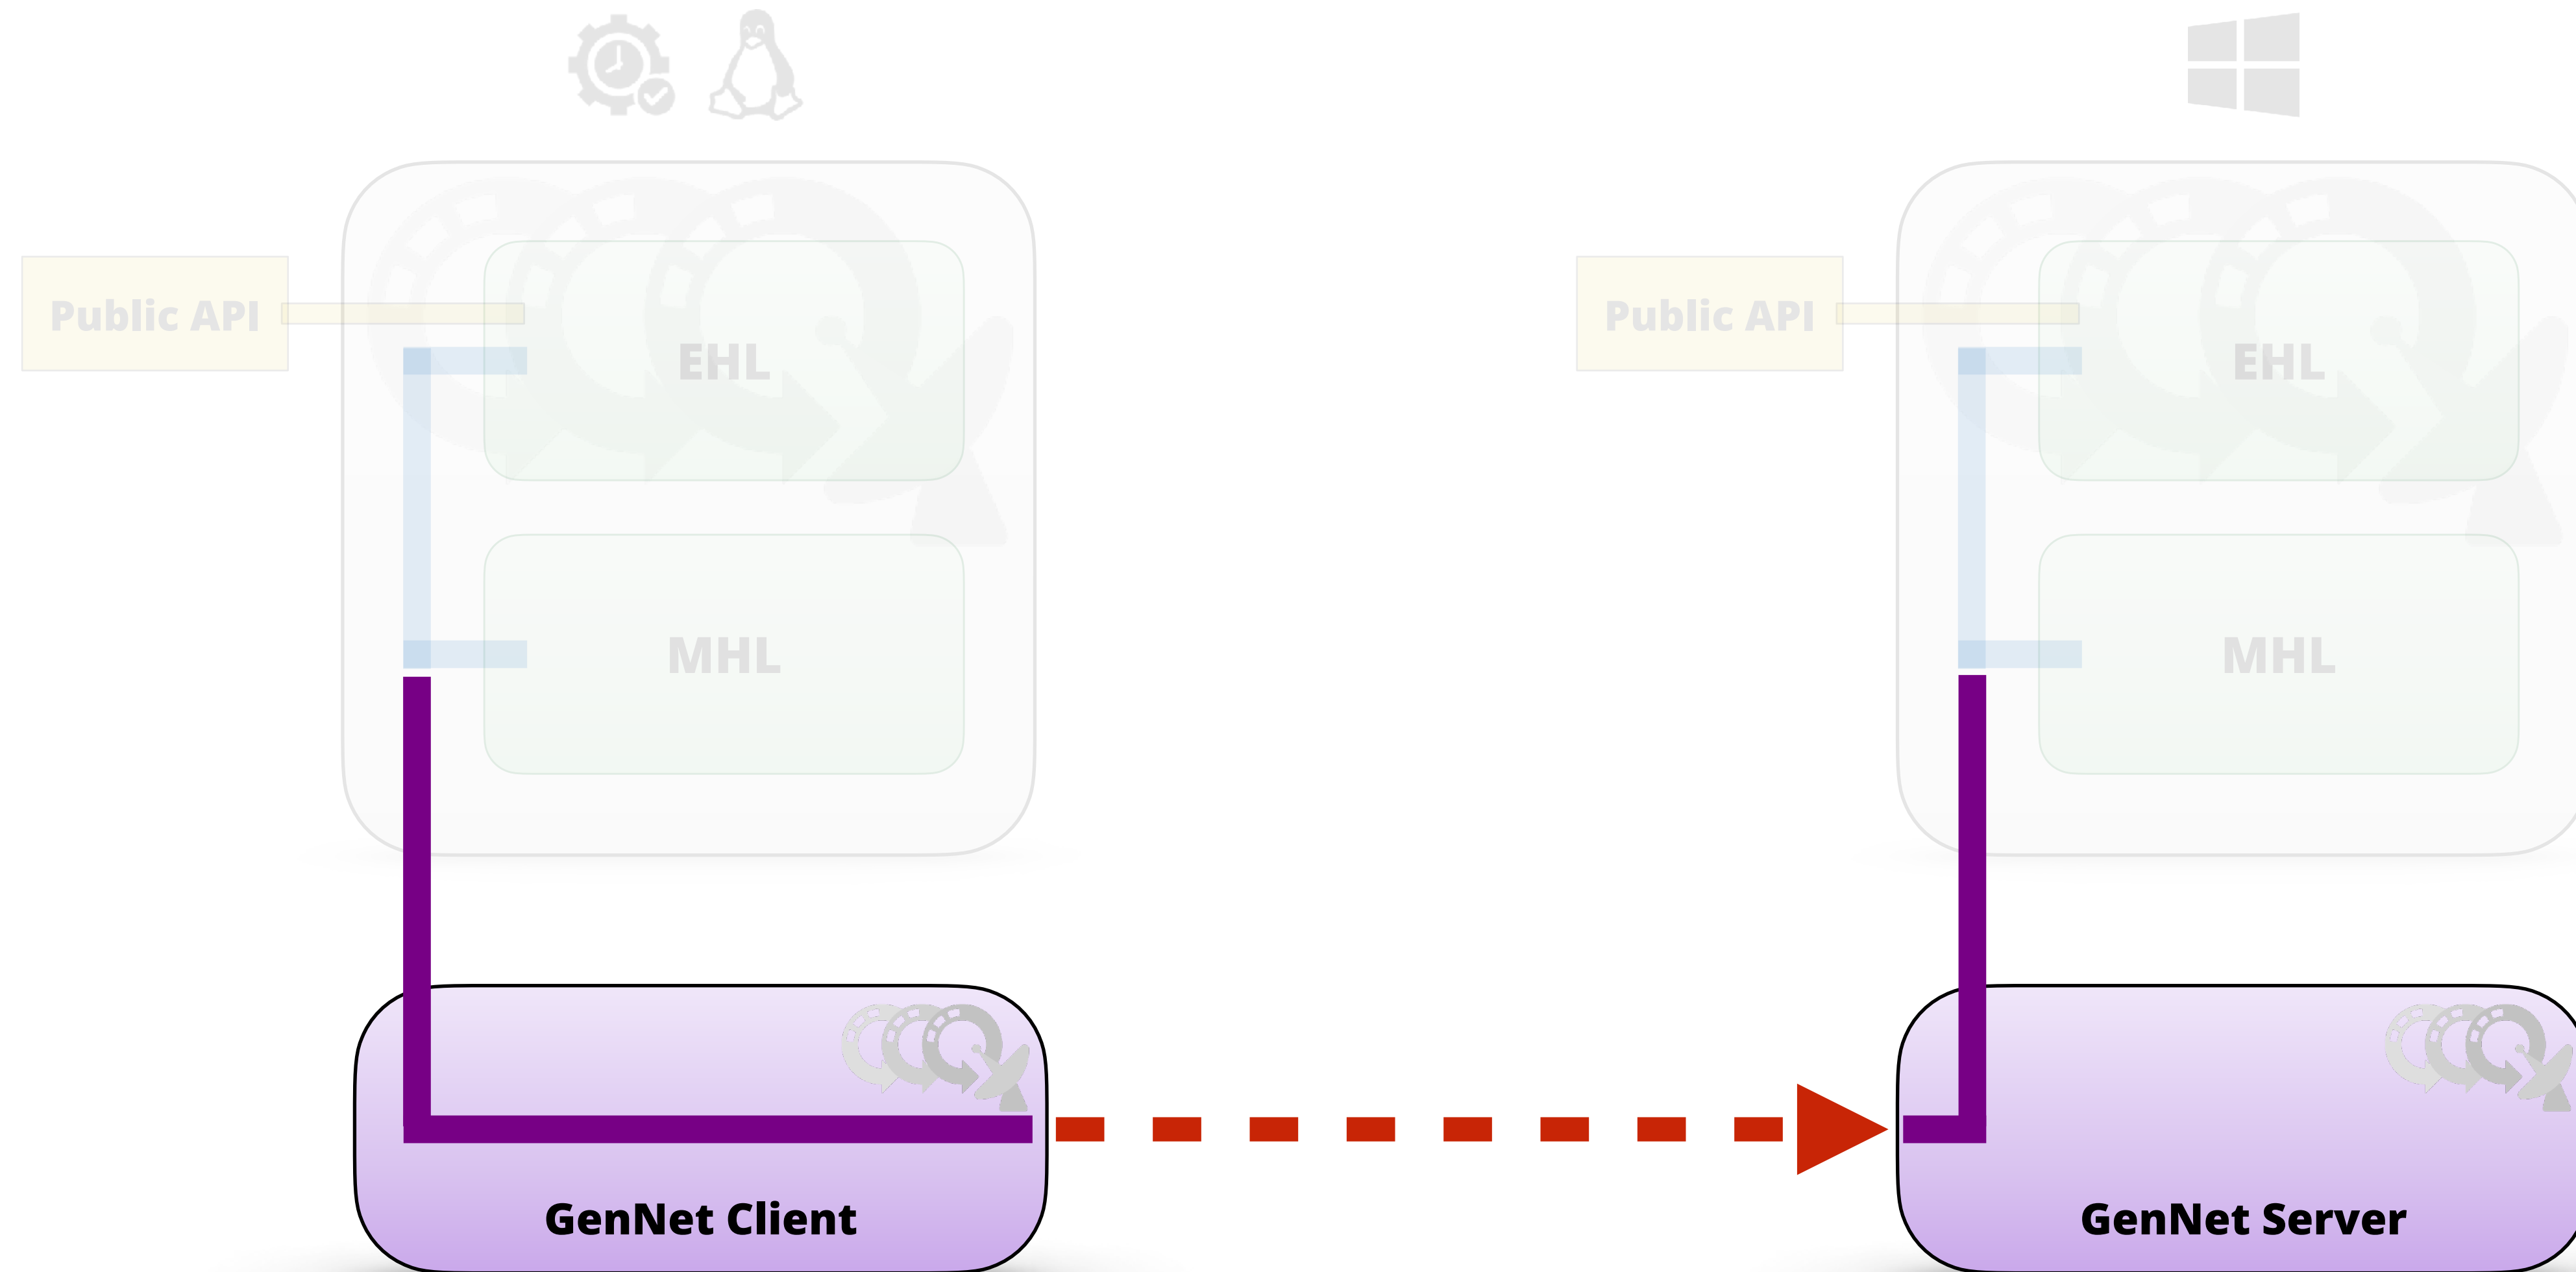 Public API
EHL
MHL
GenNet Client
Public API
EHL
MHL
GenNet Server